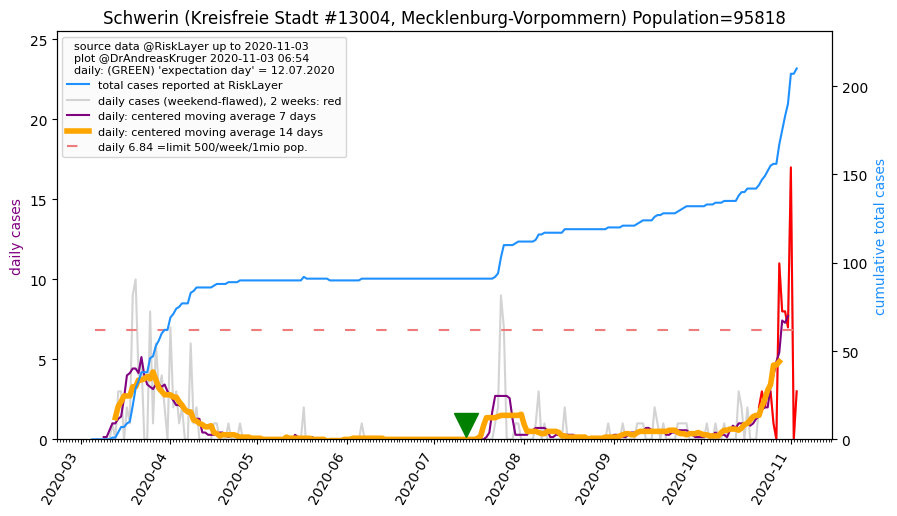 Schwerin (Kreisfreie Stadt #13004, Mecklenburg-Vorpommern) Population=95818
source data @RiskLayer up to 2020-11-03
plot @DrAndreasKruger 2020-11-03 06:54
daily: (GREEN) 'expectation day' = 12.07.2020
total cases reported at RiskLayer
daily cases (weekend-flawed), 2 weeks: red
daily: centered moving average 7 days
daily: centered moving average 14 days
daily 6.84 =limit 500/week/1mio pop.
daily cases
25
20
15
10
5
0
cumulative total cases
200
150
100
50
0
2020-03
2020-04
2020-05
2020-06
2020-07
2020-08
2020-09
2020-10
2020-11